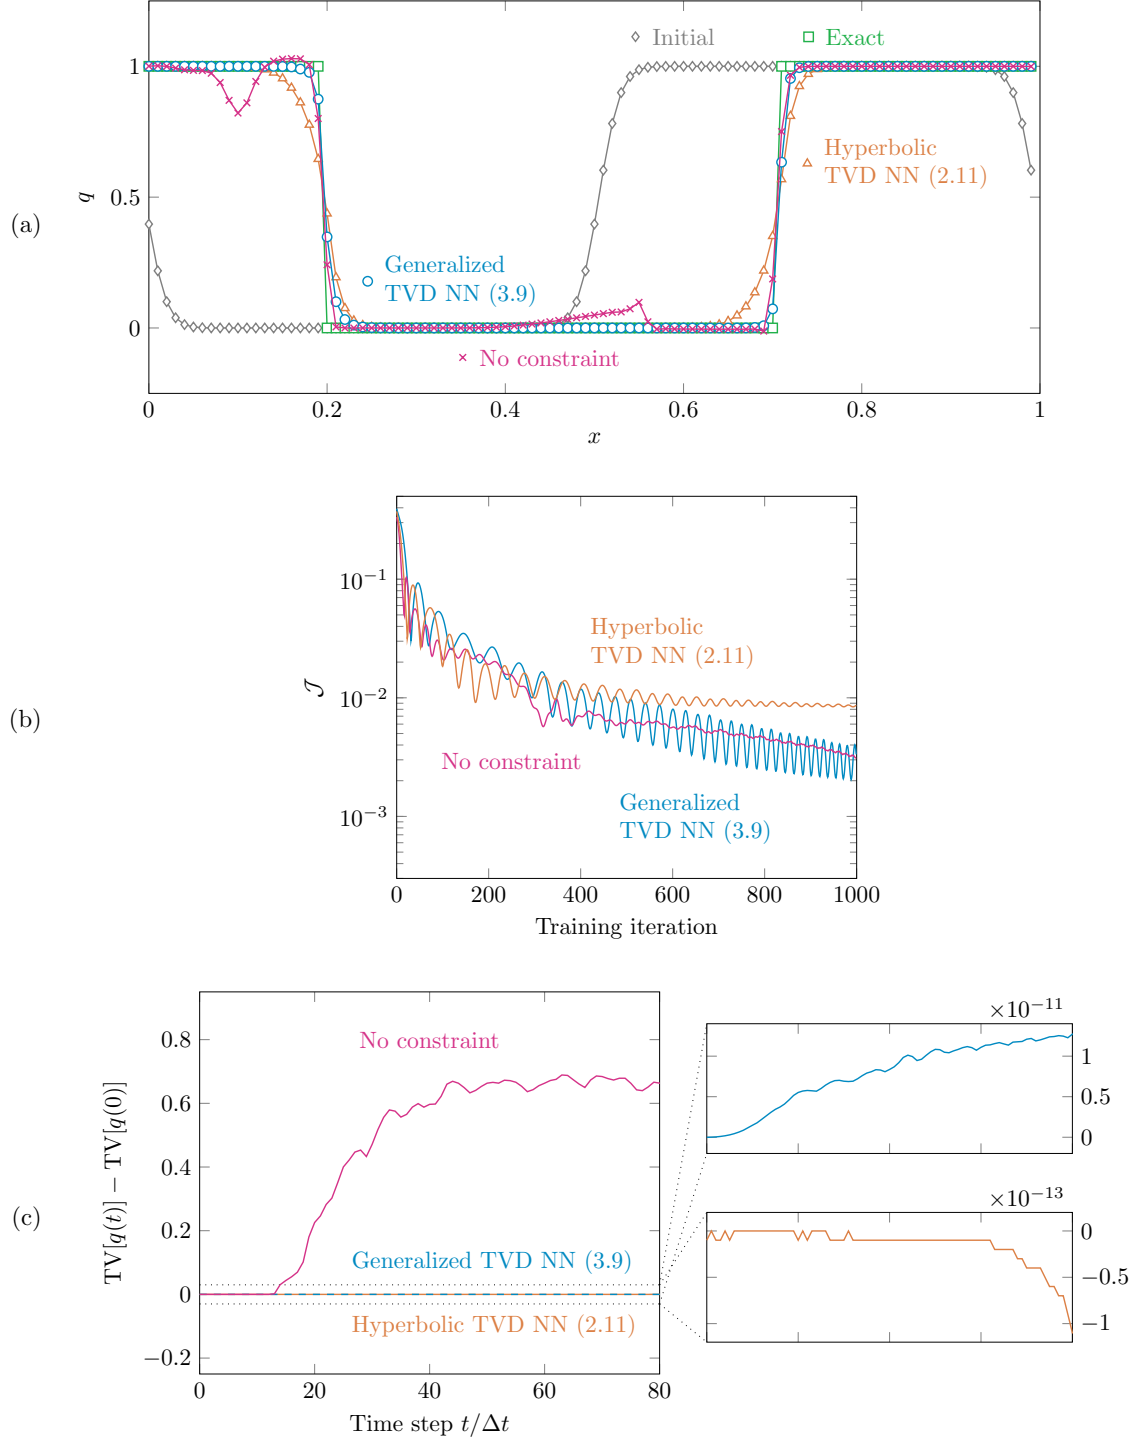 Initial
Exact
1
Hyperbolic
TVD NN (2.11)
q
0.5
(a)
Generalized
TVD NN (3.9)
0
No constraint
0
0.2
0.4
0.6
0.8
1
x
10⁻¹
Hyperbolic
TVD NN (2.11)
𝒥
10⁻²
(b)
No constraint
Generalized
TVD NN (3.9)
10⁻³
0
200
400
600
800
1000
Training iteration
0.8
No constraint
0.6
0.4
TV[q(t)] − TV[q(0)]
(c)
0.2
Generalized TVD NN (3.9)
0
Hyperbolic TVD NN (2.11)
−0.2
0
20
40
60
80
Time step t/Δt
×10⁻¹¹
1
0.5
0
×10⁻¹³
0
−0.5
−1